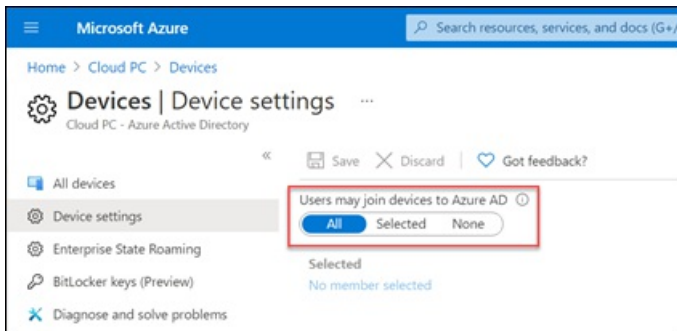 Microsoft Azure
Search resources, services, and docs (G+/
Home > Cloud PC > Devices
Devices | Device settings ...
Cloud PC - Azure Active Directory
«
Save Discard | Got feedback?
All devices
Device settings
Enterprise State Roaming
BitLocker keys (Preview)
Diagnose and solve problems
Users may join devices to Azure AD
All Selected None
Selected
No member selected